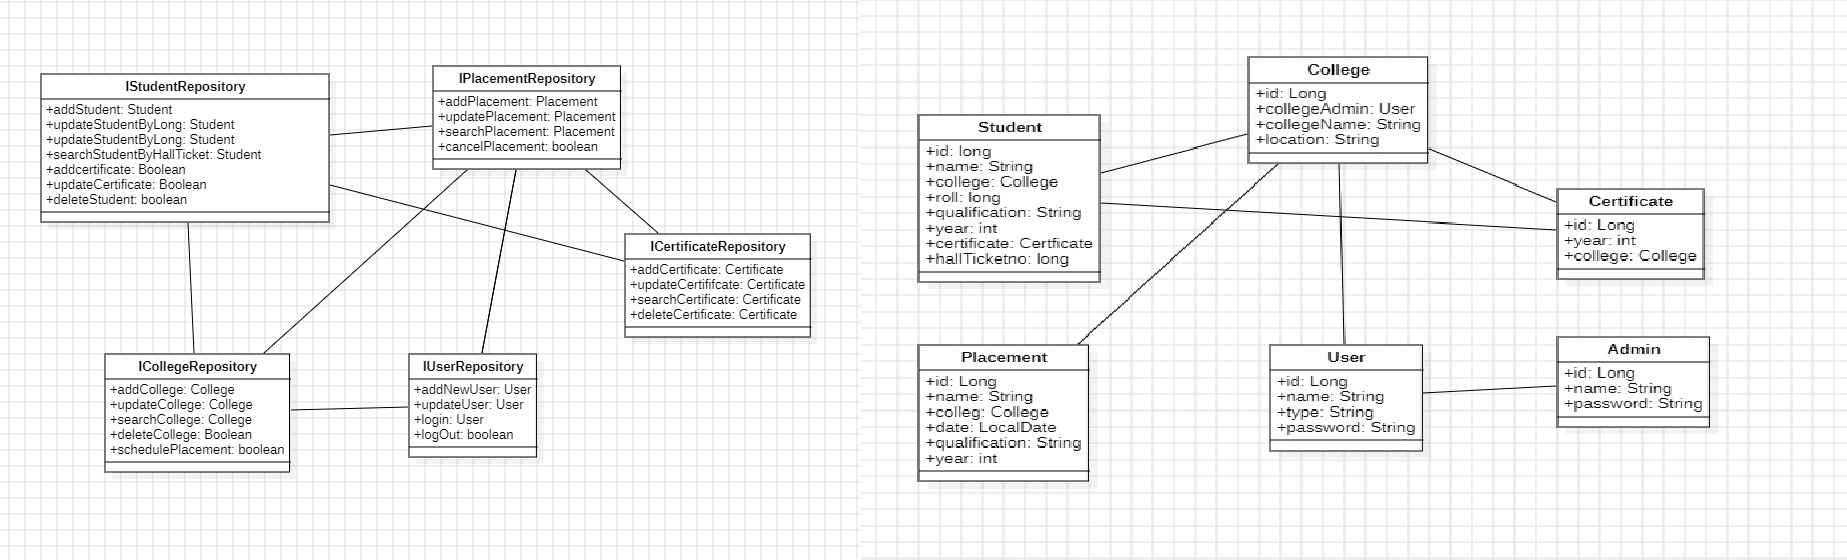 IStudentRepository
+addStudent: Student
+updateStudentByLong: Student
+updateStudentByLong: Student
+searchStudentByHallTicket: Student
+addcertificate: Boolean
+updateCertificate: Boolean
+deleteStudent: boolean
IPlacementRepository
+addPlacement: Placement
+updatePlacement: Placement
+searchPlacement: Placement
+cancelPlacement: boolean
ICertificateRepository
+addCertificate: Certificate
+updateCertififcate: Certificate
+searchCertificate: Certificate
+deleteCertificate: Certificate
ICollegeRepository
+addCollege: College
+updateCollege: College
+searchCollege: College
+deleteCollege: Boolean
+schedulePlacement: boolean
IUserRepository
+addNewUser: User
+updateUser: User
+login: User
+logOut: boolean
College
+id: Long
+collegeAdmin: User
+collegeName: String
+location: String
Student
+id: long
+name: String
+college: College
+roll: long
+qualification: String
+year: int
+certificate: Certficate
+hallTicketno: long
Certificate
+id: Long
+year: int
+college: College
Placement
+id: Long
+name: String
+colleg: College
+date: LocalDate
+qualification: String
+year: int
User
+id: Long
+name: String
+type: String
+password: String
Admin
+id: Long
+name: String
+password: String